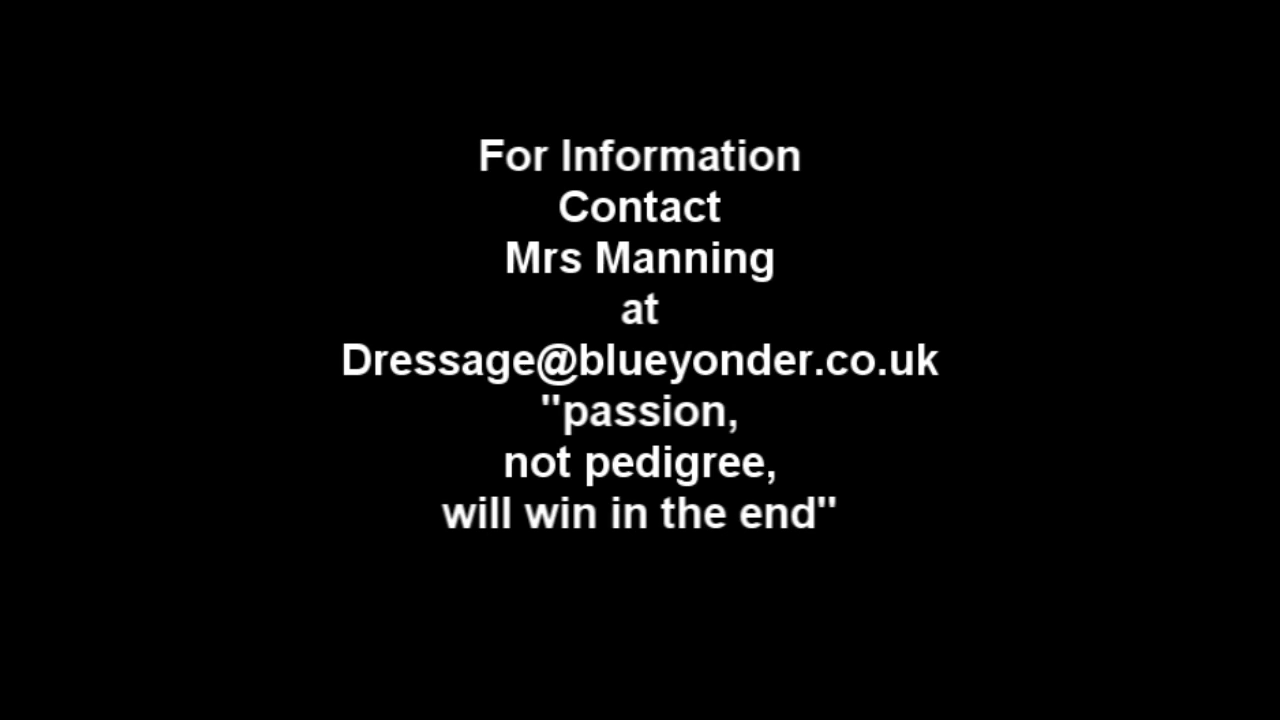 For Information
Contact
Mrs Manning
at
Dressage@blueyonder.co.uk
"passion,
not pedigree,
will win in the end"